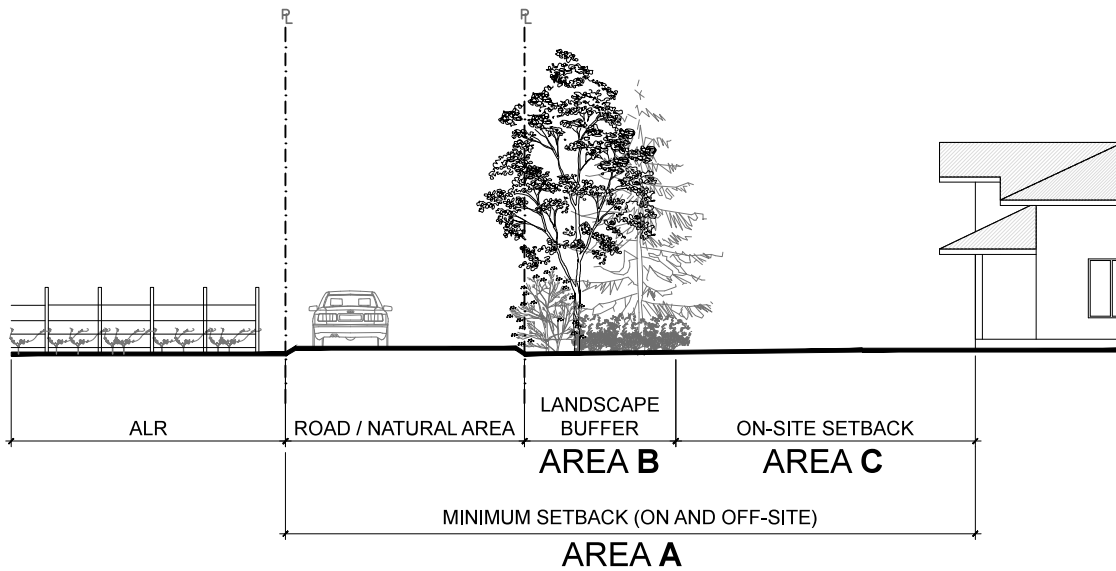 PL PL
ALR
ROAD / NATURAL AREA
LANDSCAPE
BUFFER
AREA B
ON-SITE SETBACK
AREA C
MINIMUM SETBACK (ON AND OFF-SITE)
AREA A